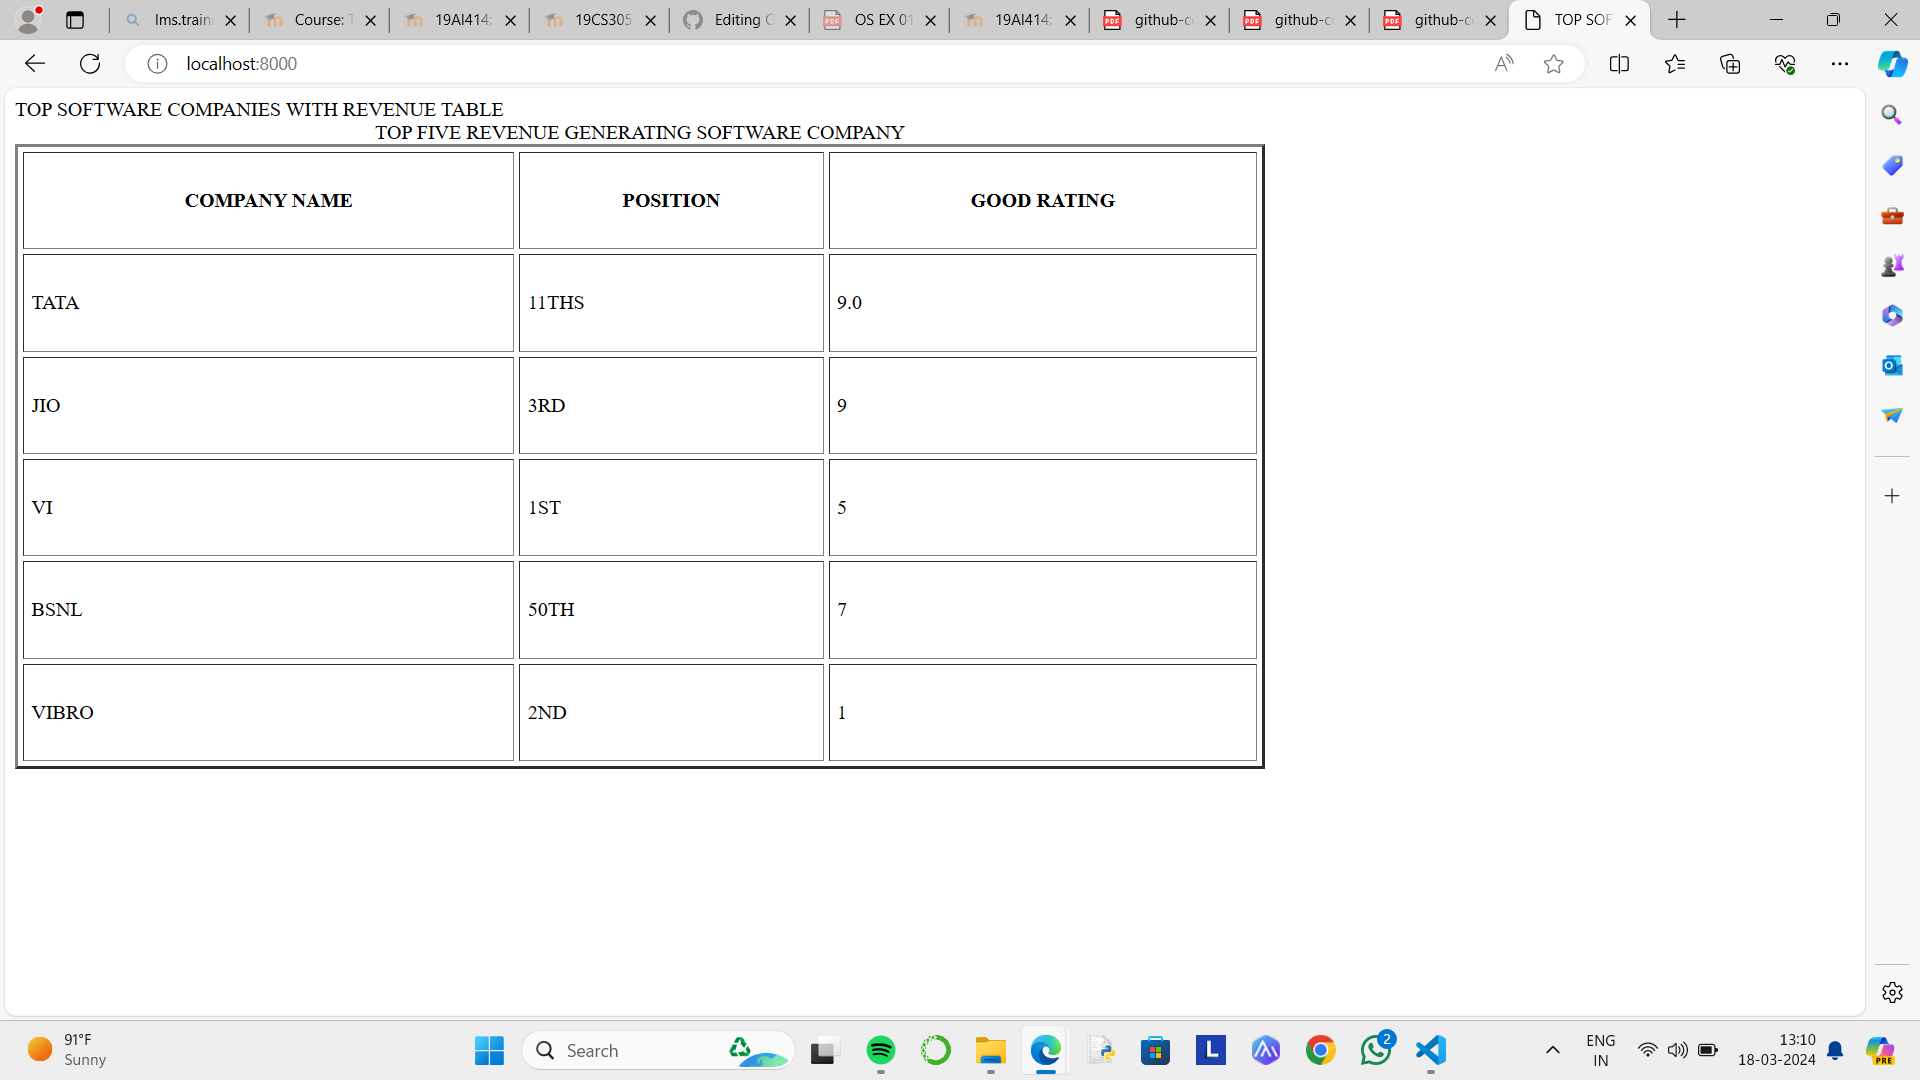 lms.train
Course: T
19AI414:
19CS305
Editing C
OS EX 01
19AI414:
github-c
github-c
github-c
TOP SOF
localhost:8000
TOP SOFTWARE COMPANIES WITH REVENUE TABLE
TOP FIVE REVENUE GENERATING SOFTWARE COMPANY
COMPANY NAME POSITION GOOD RATING
TATA 11THS 9.0
JIO 3RD 9
VI 1ST 5
BSNL 50TH 7
VIBRO 2ND 1
91°F
Sunny
Search
2
ENG
IN
13:10
18-03-2024
PRE